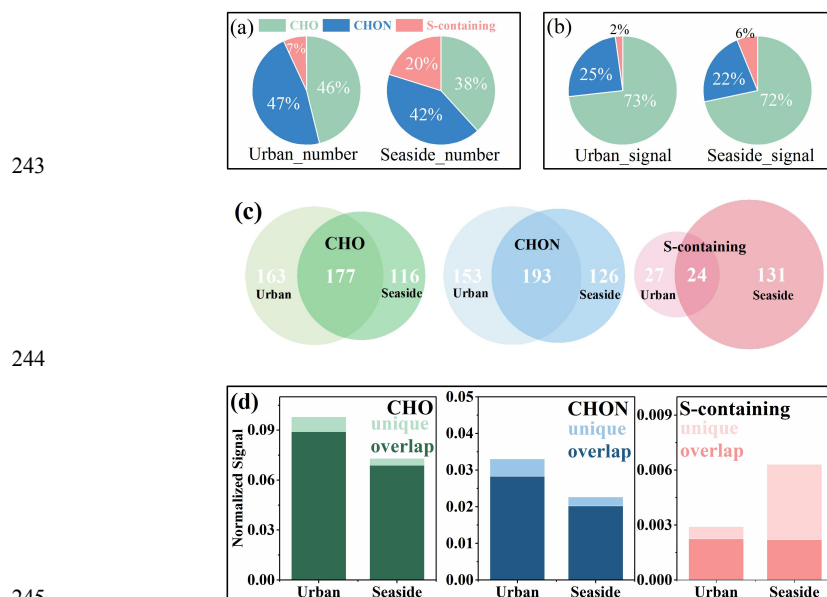 (a) CHO CHON S-containing (b)
7% 46% 47% 20% 38% 42% 2% 25% 73% 6% 22% 72%
Urban_number Seaside_number Urban_signal Seaside_signal
243
(c)
CHO CHON S-containing
163 177 116 153 193 126 27 24 131
Urban Seaside Urban Seaside Urban Seaside
244
(d) CHO CHON S-containing
unique unique unique
overlap overlap overlap
Normalized Signal
0.09
0.06
0.03
0.00
0.05
0.04
0.03
0.02
0.01
0.00
0.009
0.006
0.003
0.000
Urban Seaside Urban Seaside Urban Seaside
245